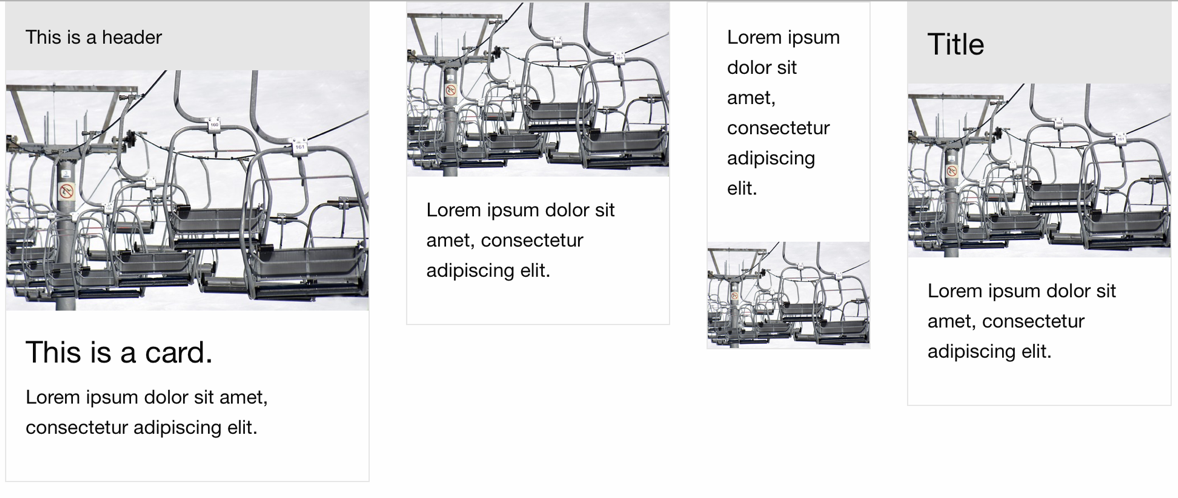 This is a header
This is a card.
Lorem ipsum dolor sit amet,
consectetur adipiscing elit.
Lorem ipsum dolor sit
amet, consectetur
adipiscing elit.
Lorem ipsum
dolor sit
amet,
consectetur
adipiscing
elit.
Title
Lorem ipsum dolor sit
amet, consectetur
adipiscing elit.